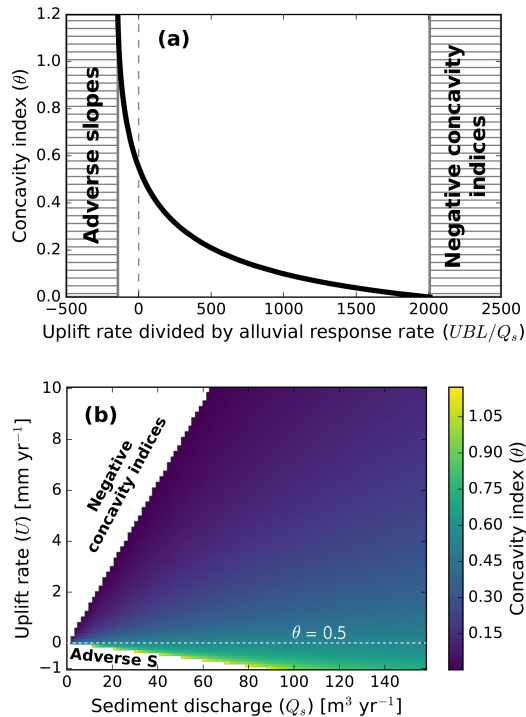 1.2
1.0
0.8
0.6
0.4
0.2
0.0
Concavity index (θ)
(a)
Adverse slopes
Negative concavity
indices
−500 0 500 1000 1500 2000 2500
Uplift rate divided by alluvial response rate (UBL/Qs)
10
8
6
4
2
0
−1
Uplift rate (U) [mm yr⁻¹]
(b)
Negative
concavity indices
θ = 0.5
Adverse S
0 20 40 60 80 100 120 140
Sediment discharge (Qs) [m³ yr⁻¹]
1.05
0.90
0.75
0.60
0.45
0.30
0.15
Concavity index (θ)